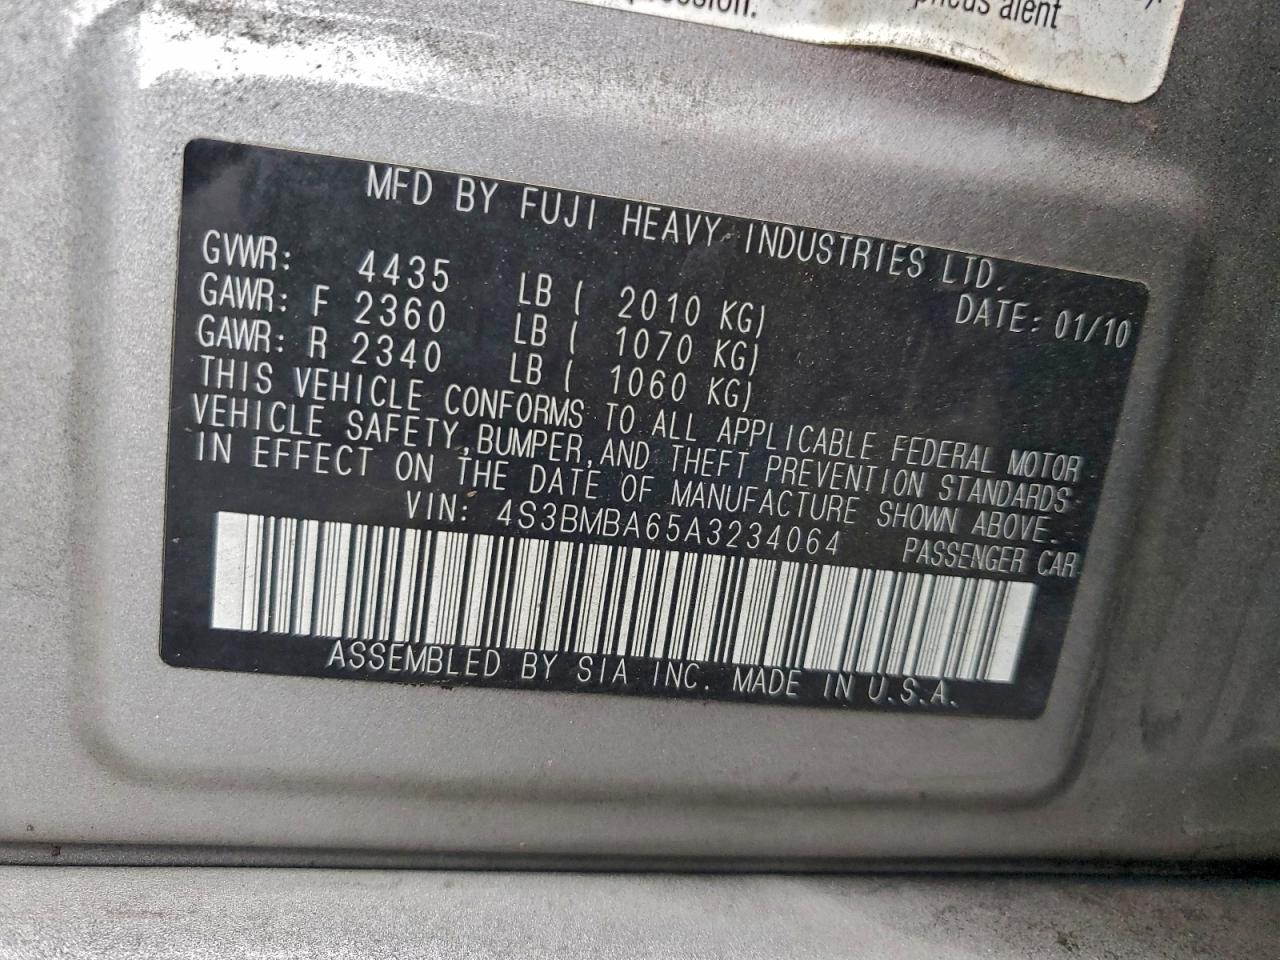 pneus alent
MFD BY FUJI HEAVY INDUSTRIES LTD.
DATE: 01/10
GVWR: 4435 LB ( 2010 KG)
GAWR: F 2360 LB ( 1070 KG)
GAWR: R 2340 LB ( 1060 KG)
THIS VEHICLE CONFORMS TO ALL APPLICABLE FEDERAL MOTOR
VEHICLE SAFETY,BUMPER,AND THEFT PREVENTION STANDARDS
IN EFFECT ON THE DATE OF MANUFACTURE SHOWN ABOVE.
VIN: 4S3BMBA65A3234064 PASSENGER CAR
ASSEMBLED BY SIA INC. MADE IN U.S.A.